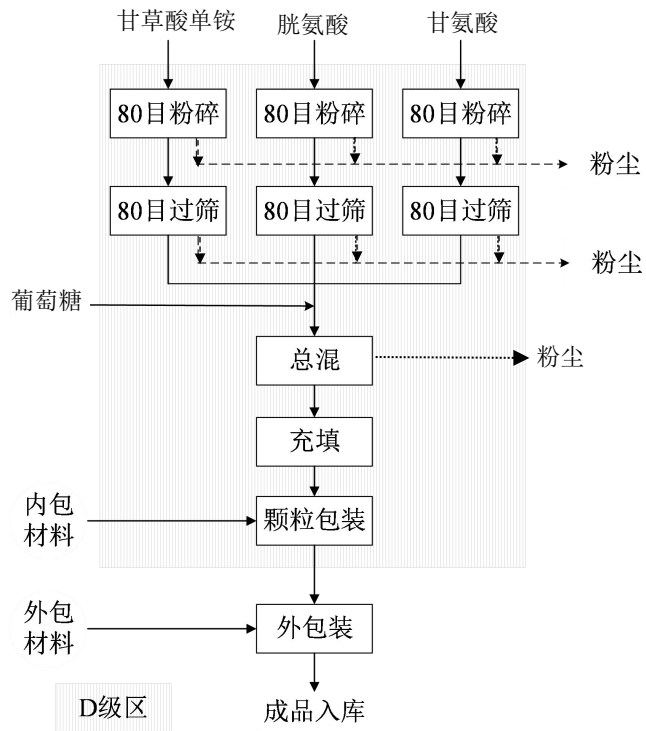 甘草酸单铵
胱氨酸
甘氨酸
80目粉碎
80目粉碎
80目粉碎
粉尘
80目过筛
80目过筛
80目过筛
粉尘
葡萄糖
总混
粉尘
充填
内包
材料
颗粒包装
外包
材料
外包装
D级区
成品入库